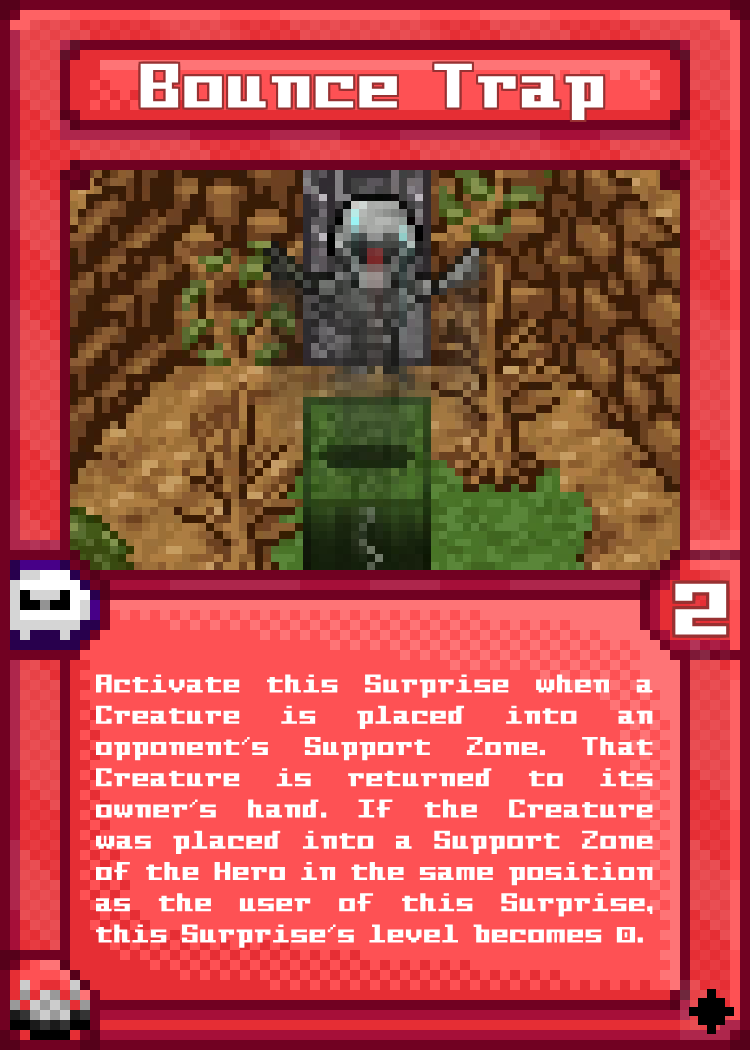 Bounce Trap
2
Activate this Surprise when a
Creature is placed into an
opponent's Support Zone. That
Creature is returned to its
owner's hand. If the Creature
was placed into a Support Zone
of the Hero in the same position
as the user of this Surprise,
this Surprise's level becomes 0.